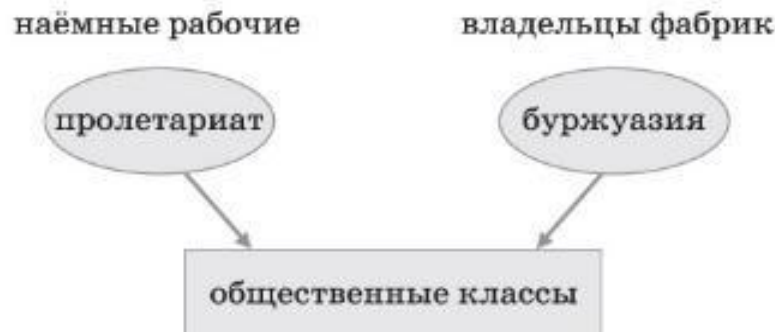 наёмные рабочие
владельцы фабрик
пролетариат
буржуазия
общественные классы